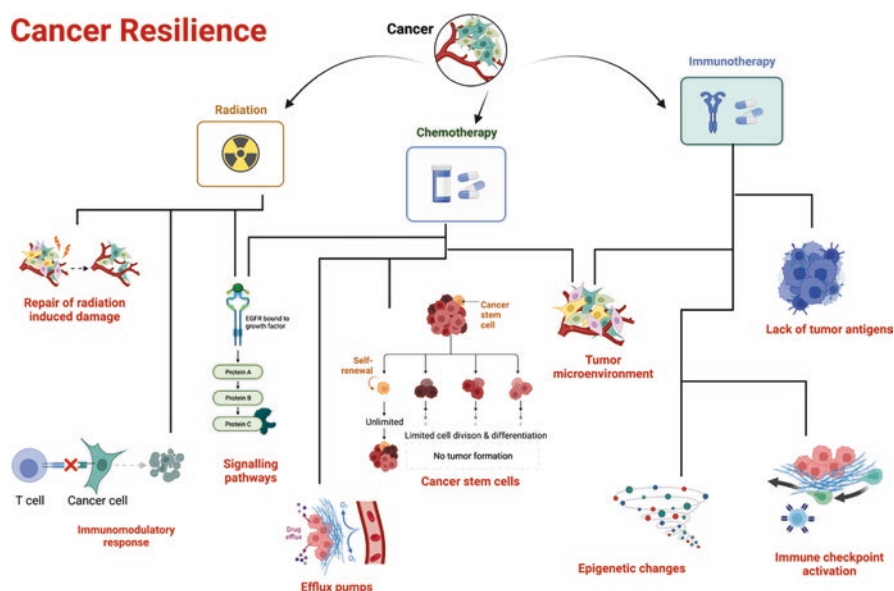 Cancer Resilience
Cancer
Radiation
Chemotherapy
Immunotherapy
Repair of radiation
induced damage
EGFR bound to
growth factor
Protein A
Protein B
Protein C
Signalling
pathways
T cell
Cancer cell
Immunomodulatory
response
Cancer
stem
cell
Self-
renewal
Unlimited
Limited cell divison & differentiation
No tumor formation
Cancer stem cells
Tumor
microenvironment
Lack of tumor antigens
Drug
efflux
O₂
O₂
Efflux pumps
Epigenetic changes
Immune checkpoint
activation